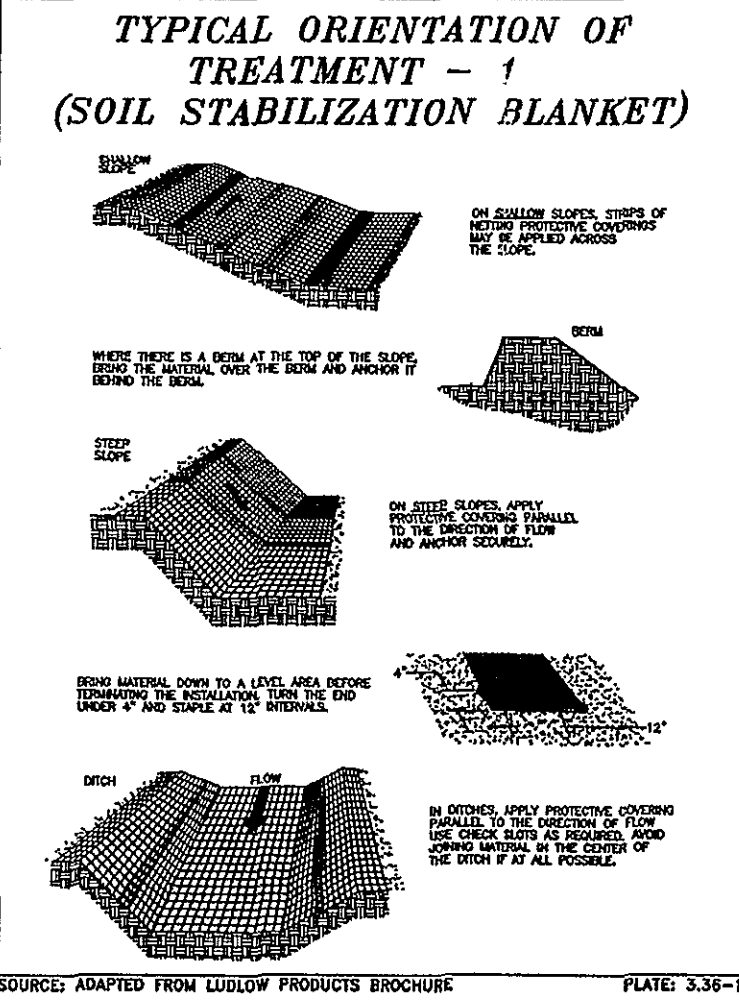 TYPICAL ORIENTATION OF
TREATMENT - 1
(SOIL STABILIZATION BLANKET)
SHALLOW
SLOPE
ON SHALLOW SLOPES, STRIPS OF
NETTING PROTECTIVE COVERINGS
MAY BE APPLIED ACROSS
THE SLOPE.
BERM
WHERE THERE IS A BERM AT THE TOP OF THE SLOPE,
BRING THE MATERIAL OVER THE BERM AND ANCHOR IT
BEHIND THE BERM.
STEEP
SLOPE
ON STEEP SLOPES, APPLY
PROTECTIVE COVERING PARALLEL
TO THE DIRECTION OF FLOW
AND ANCHOR SECURELY.
BRING MATERIAL DOWN TO A LEVEL AREA BEFORE
TERMINATING THE INSTALLATION. TURN THE END
UNDER 4" AND STAPLE AT 12" INTERVALS.
4"
12"
DITCH
FLOW
IN DITCHES, APPLY PROTECTIVE COVERING
PARALLEL TO THE DIRECTION OF FLOW
USE CHECK SLOTS AS REQUIRED. AVOID
JOINING MATERIAL IN THE CENTER OF
THE DITCH IF AT ALL POSSIBLE.
SOURCE: ADAPTED FROM LUDLOW PRODUCTS BROCHURE
PLATE: 3.36-1